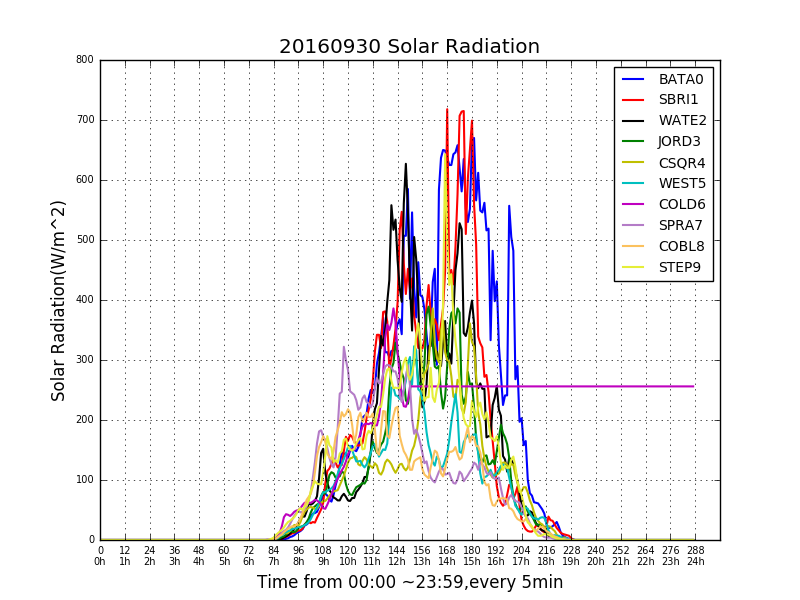 20160930 Solar Radiation
800
700
600
500
400
300
200
100
0
Solar Radiation(W/m^2)
BATA0
SBRI1
WATE2
JORD3
CSQR4
WEST5
COLD6
SPRA7
COBL8
STEP9
0 12 24 36 48 60 72 84 96 108 120 132 144 156 168 180 192 204 216 228 240 252 264 276 288
0h 1h 2h 3h 4h 5h 6h 7h 8h 9h 10h 11h 12h 13h 14h 15h 16h 17h 18h 19h 20h 21h 22h 23h 24h
Time from 00:00 ~23:59,every 5min